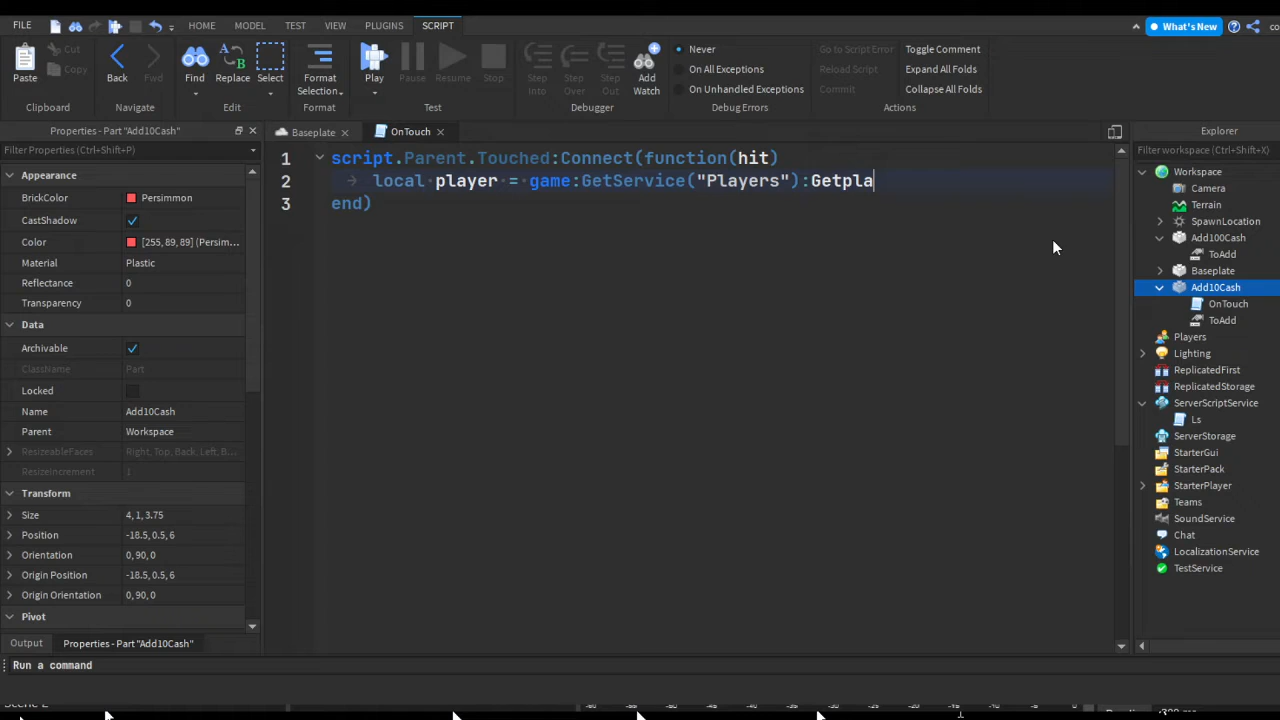 FILE HOME MODEL TEST VIEW PLUGINS SCRIPT What's New co
Paste Cut Copy Back Fwd Find Replace Select Format Selection Play Pause Resume Stop Step Into Step Over Step Out Add Watch
Never
On All Exceptions
On Unhandled Exceptions
Go to Script Error
Reload Script
Commit
Toggle Comment
Expand All Folds
Collapse All Folds
Clipboard Navigate Edit Format Test Debugger Debug Errors Actions
Properties - Part "Add10Cash"
Filter Properties (Ctrl+Shift+P)
Appearance
BrickColor Persimmon
CastShadow
Color [255, 89, 89] (Persim...
Material Plastic
Reflectance 0
Transparency 0
Data
Archivable
ClassName Part
Locked
Name Add10Cash
Parent Workspace
ResizeableFaces Right, Top, Back, Left, B...
ResizeIncrement 1
Transform
Size 4, 1, 3.75
Position -18.5, 0.5, 6
Orientation 0, 90, 0
Origin Position -18.5, 0.5, 6
Origin Orientation 0, 90, 0
Pivot
Output Properties - Part "Add10Cash"
Run a command
Baseplate OnTouch
1 script.Parent.Touched:Connect(function(hit)
2 local player = game:GetService("Players"):Getpla
3 end)
Explorer
Filter workspace (Ctrl+Shift+
Workspace
Camera
Terrain
SpawnLocation
Add100Cash
ToAdd
Baseplate
Add10Cash
OnTouch
ToAdd
Players
Lighting
ReplicatedFirst
ReplicatedStorage
ServerScriptService
Ls
ServerStorage
StarterGui
StarterPack
StarterPlayer
Teams
SoundService
Chat
LocalizationService
TestService